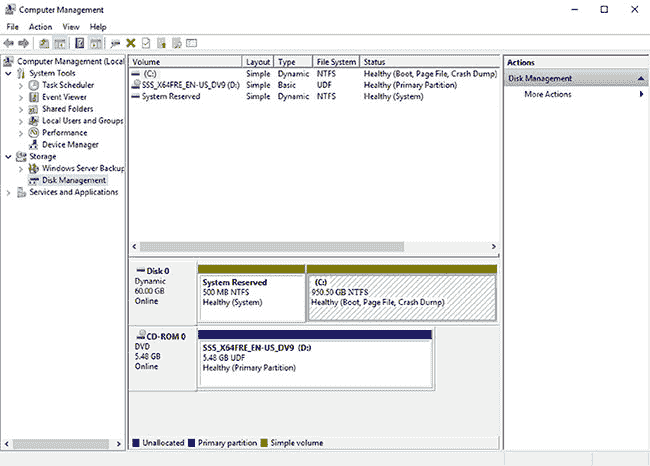 Computer Management
File Action View Help
Computer Management (Local
System Tools
Task Scheduler
Event Viewer
Shared Folders
Local Users and Groups
Performance
Device Manager
Storage
Windows Server Backup
Disk Management
Services and Applications
Volume Layout Type File System Status
(C:) Simple Dynamic NTFS Healthy (Boot, Page File, Crash Dump)
SSS_X64FRE_EN-US_DV9 (D:) Simple Basic UDF Healthy (Primary Partition)
System Reserved Simple Dynamic NTFS Healthy (System)
Disk 0
Dynamic
60.00 GB
Online
System Reserved
500 MB NTFS
Healthy (System)
(C:)
950.50 GB NTFS
Healthy (Boot, Page File, Crash Dump)
CD-ROM 0
DVD
5.48 GB
Online
SSS_X64FRE_EN-US_DV9 (D:)
5.48 GB UDF
Healthy (Primary Partition)
Unallocated Primary partition Simple volume
Actions
Disk Management
More Actions